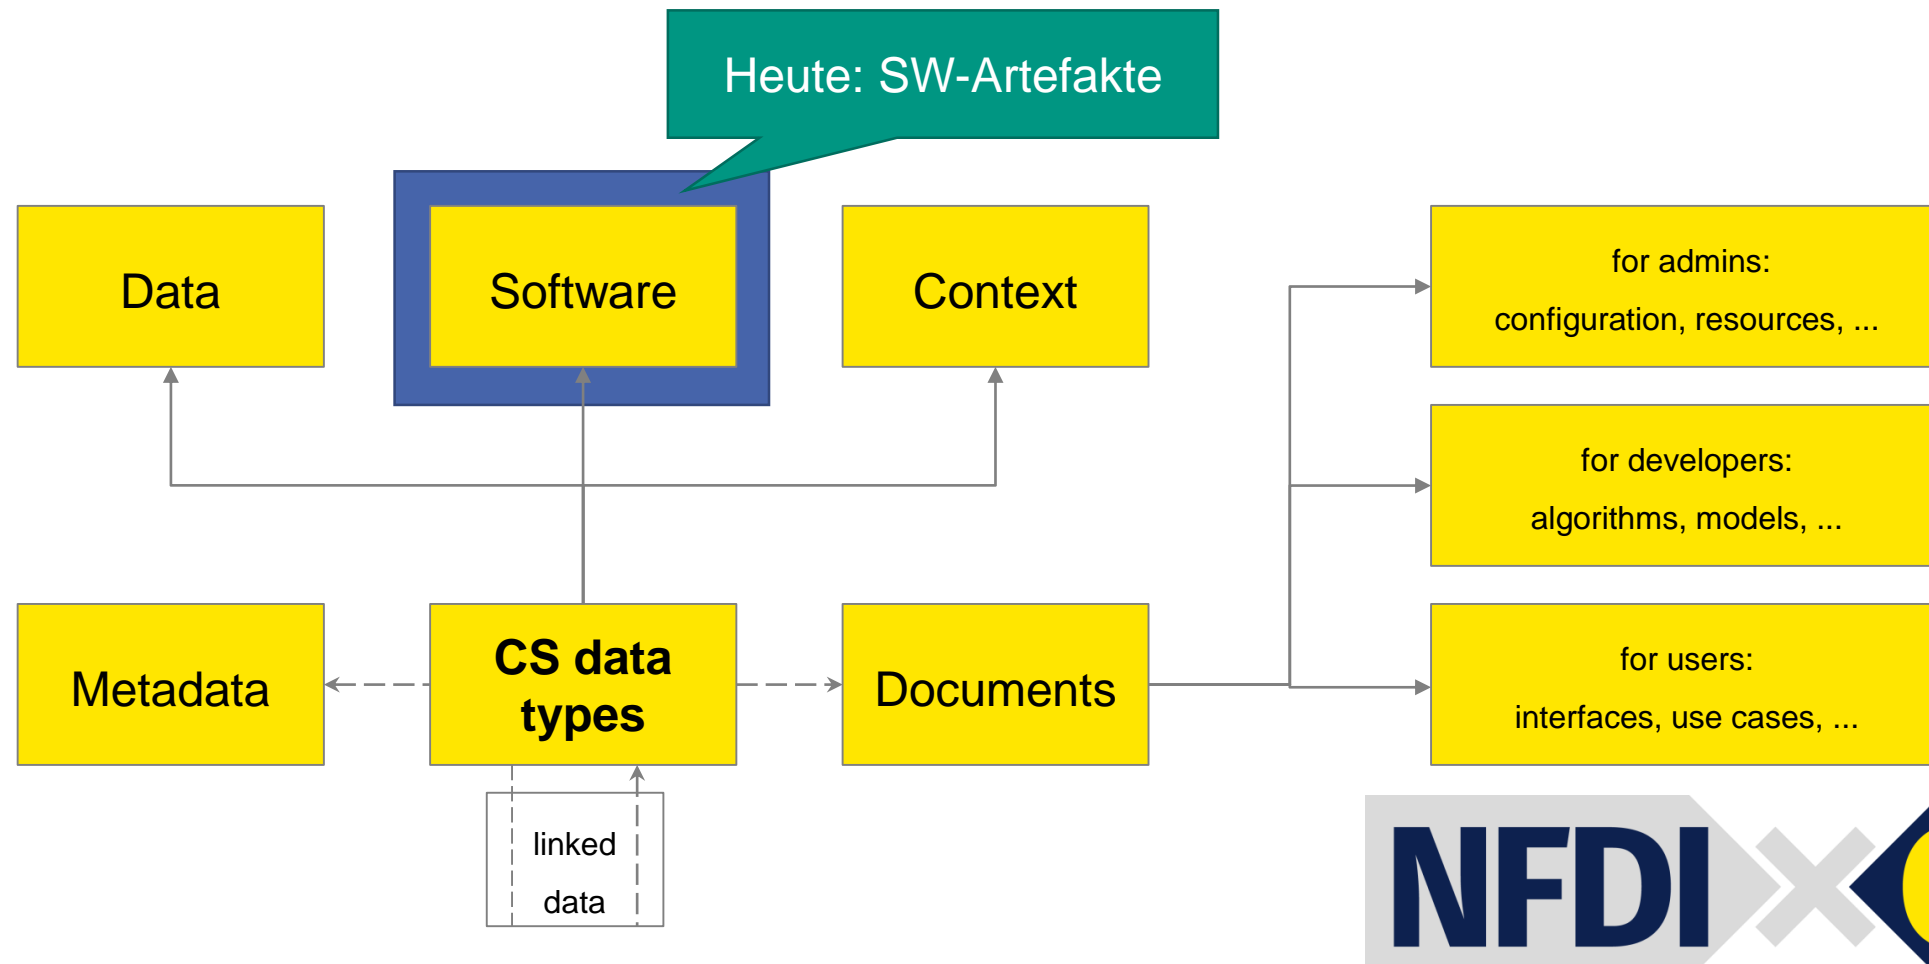 Heute: SW-Artefakte
Data
Software
Context
for admins:
configuration, resources, ...
for developers:
algorithms, models, ...
Metadata
CS data
types
Documents
for users:
interfaces, use cases, ...
linked
data
NFDI